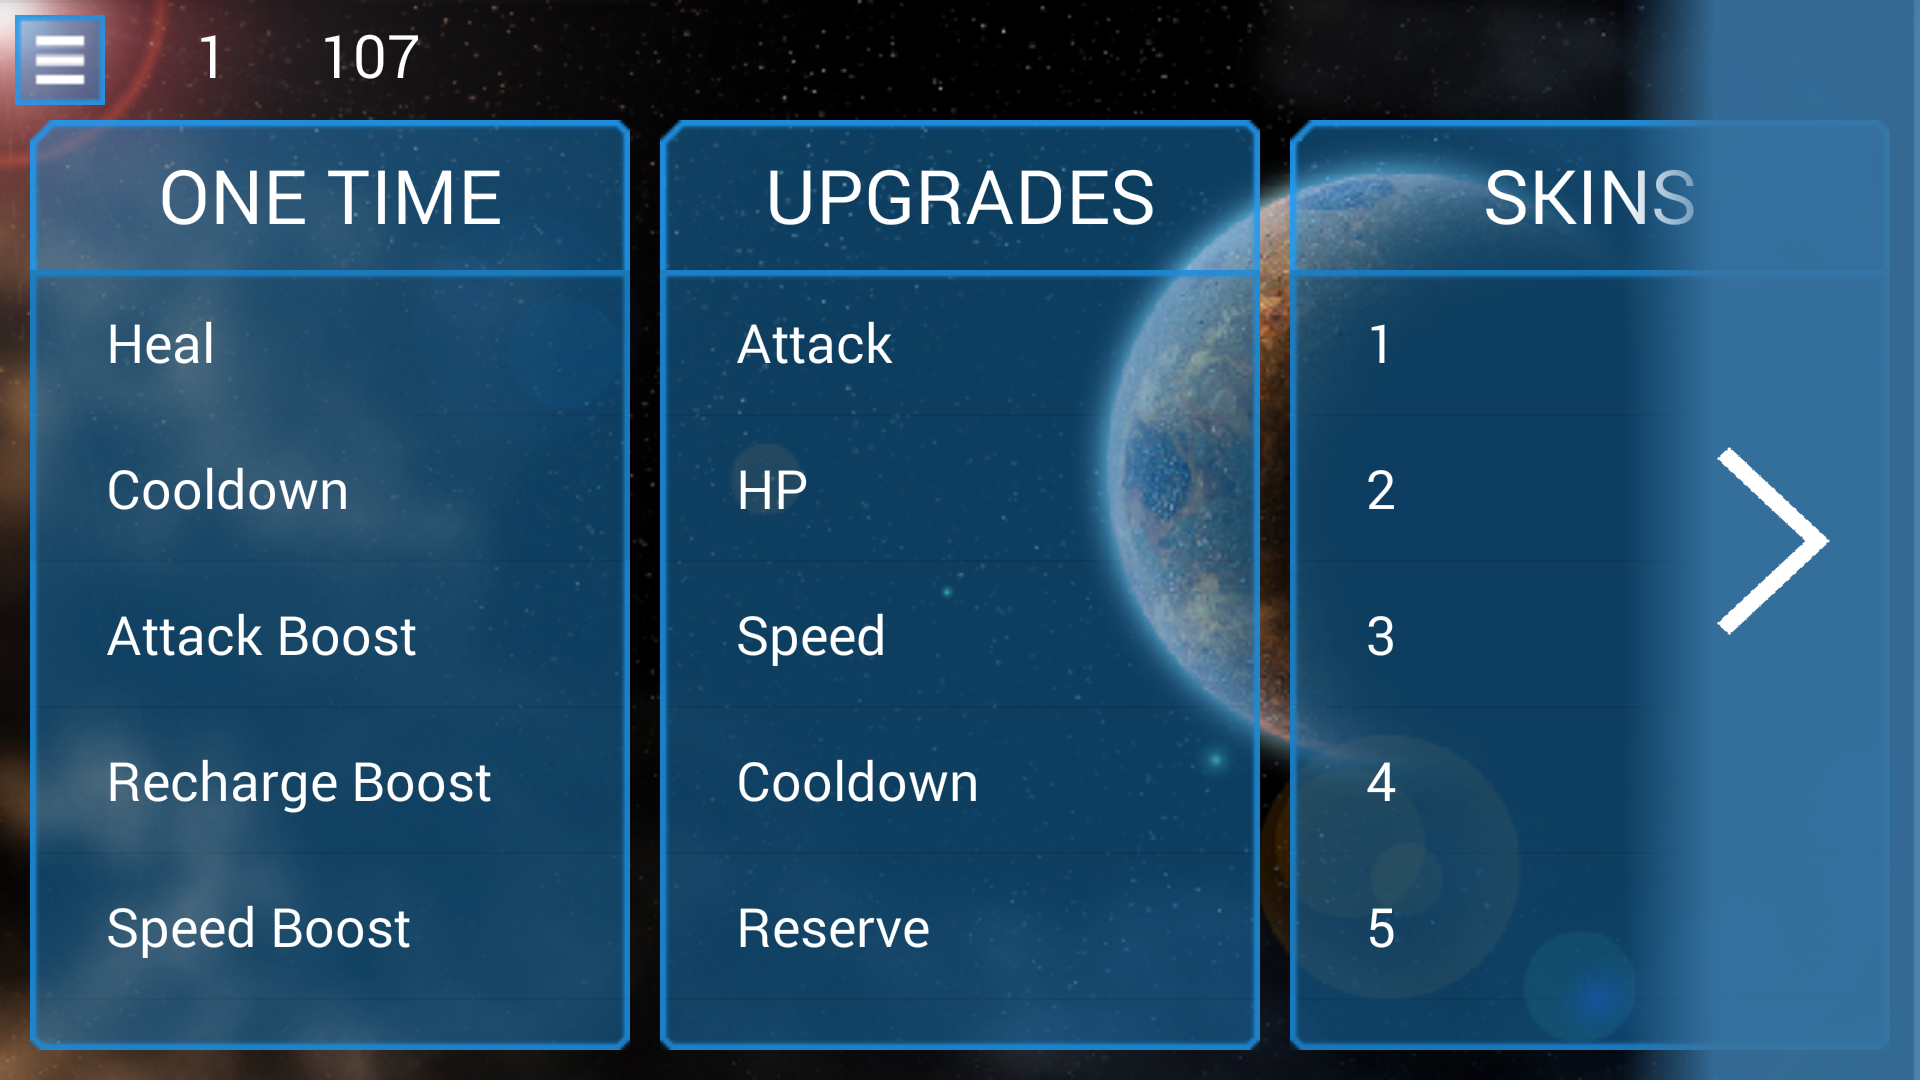 1 107
ONE TIME
Heal
Cooldown
Attack Boost
Recharge Boost
Speed Boost
UPGRADES
Attack
HP
Speed
Cooldown
Reserve
SKINS
1
2
3
4
5